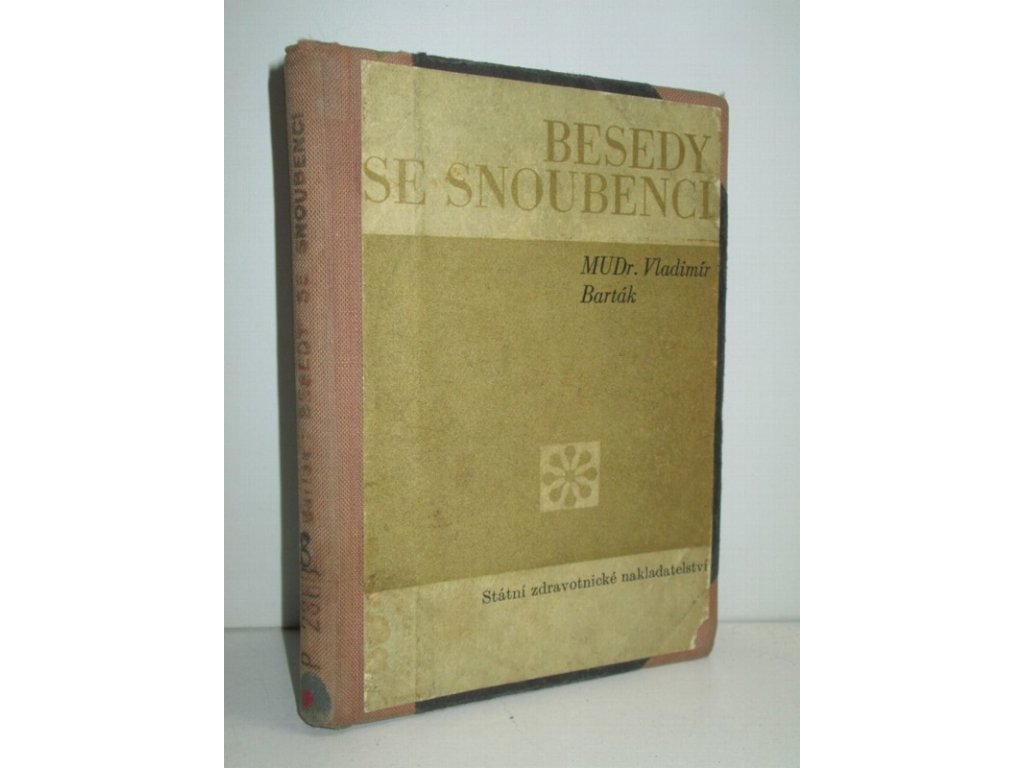 BESEDY
SE SNOUBENCI
MUDr. Vladimír
Barták
Státní zdravotnické nakladatelství
BESEDY SE SNOUBENCI